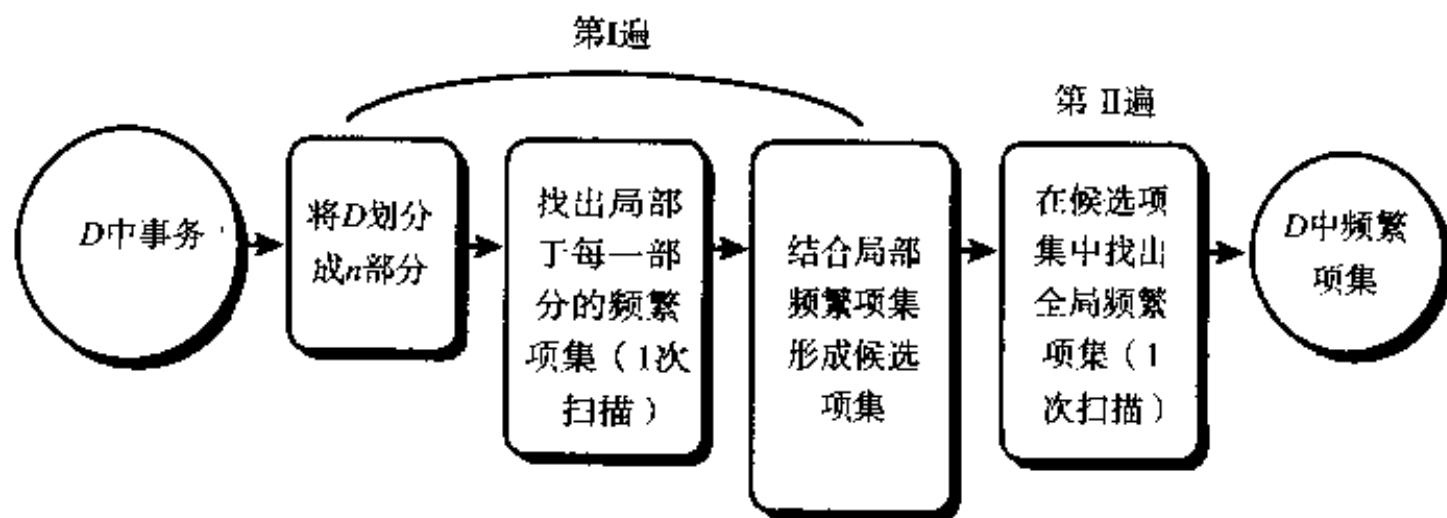 第I遍
第 II遍
D中事务
将D划分
成n部分
找出局部
于每一部
分的频繁
项集（1次
扫描）
结合局部
频繁项集
形成候选
项集
在候选项
集中找出
全局频繁
项集（1
次扫描）
D中频繁
项集